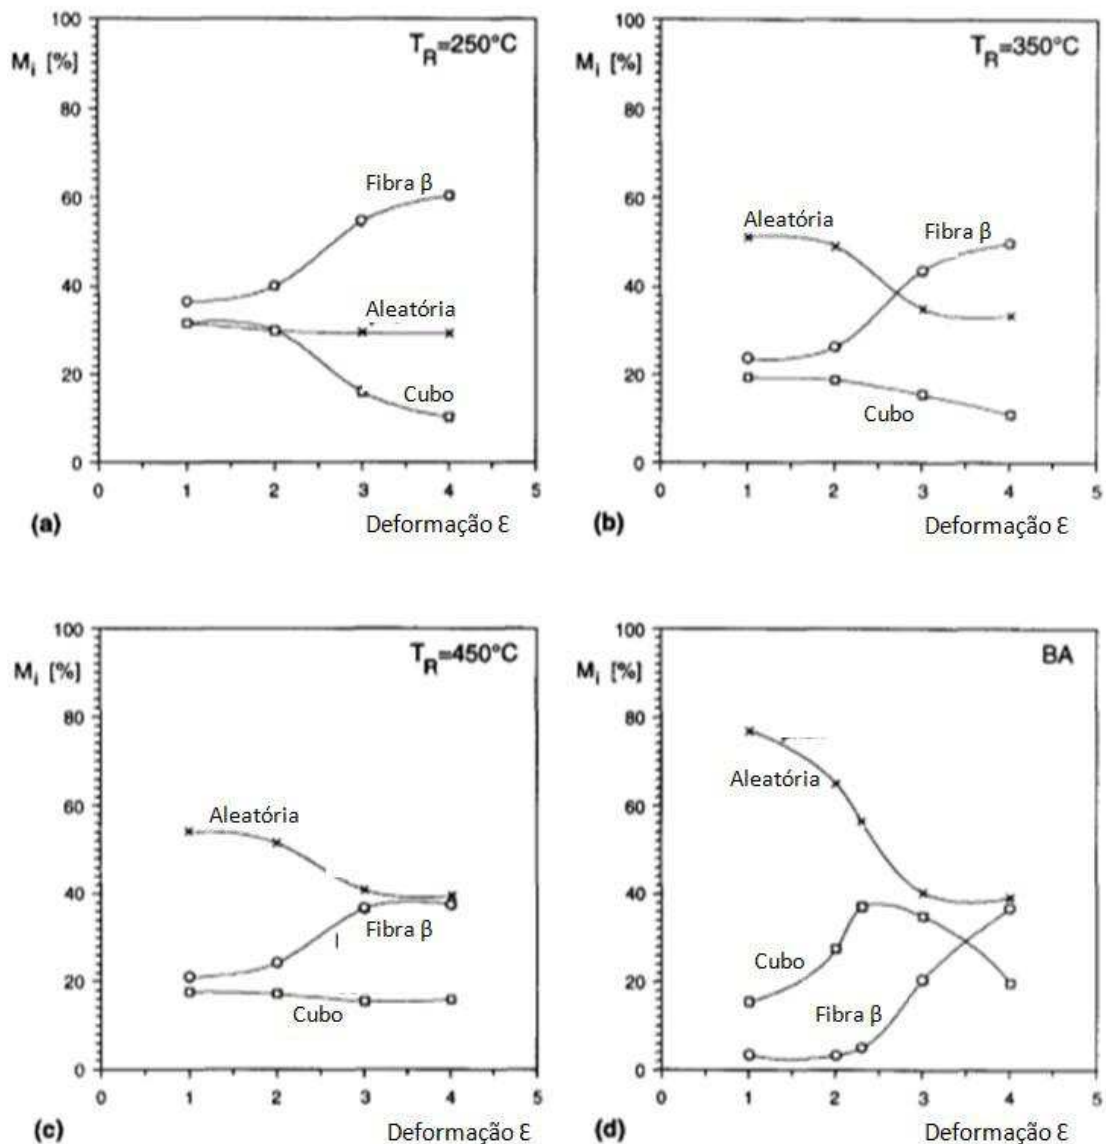 100
M_i [%]
T_R=250°C
80
60
Fibra β
40
Aleatória
20
Cubo
0
0 1 2 3 4 5
(a)
Deformação ε
100
M_i [%]
T_R=350°C
80
60
Aleatória
Fibra β
40
20
Cubo
0
0 1 2 3 4 5
(b)
Deformação ε
100
M_i [%]
T_R=450°C
80
60
Aleatória
40
Fibra β
20
Cubo
0
0 1 2 3 4 5
(c)
Deformação ε
100
M_i [%]
BA
80
Aleatória
60
40
Cubo
20
Fibra β
0
0 1 2 3 4 5
(d)
Deformação ε